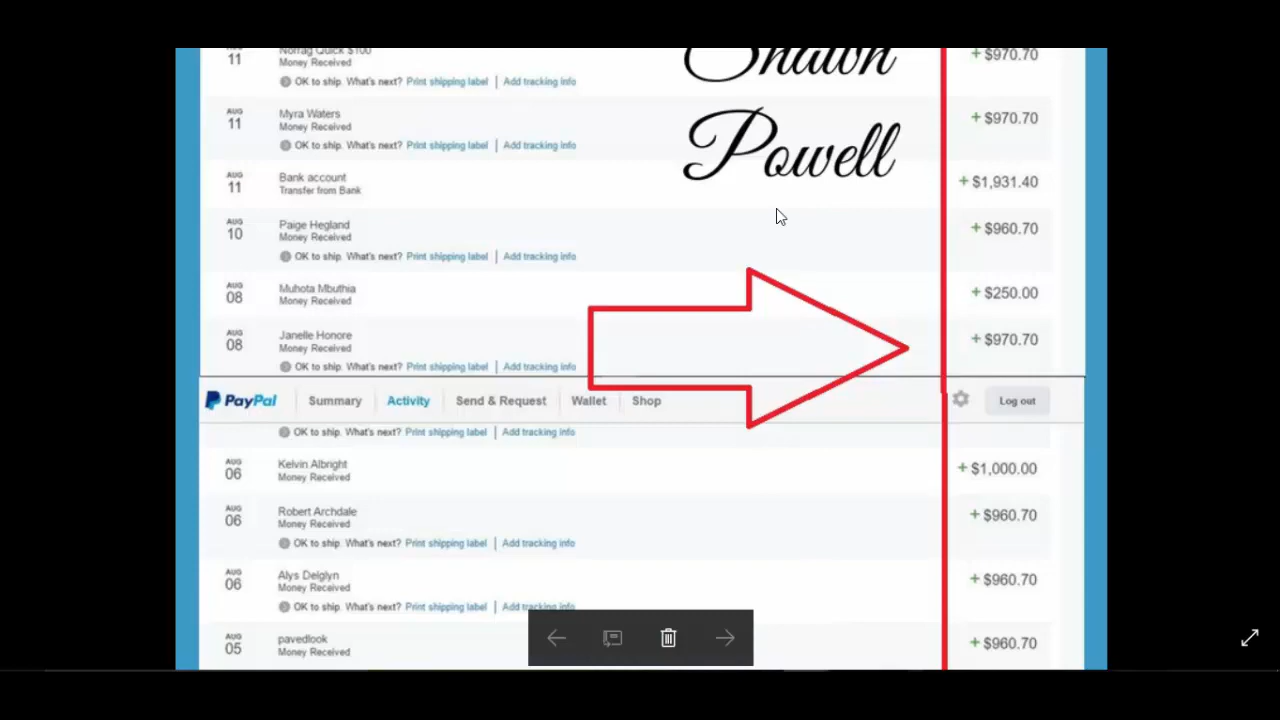 AUG
11
Norrag Quick $100
Money Received
+ $970.70
OK to ship. What's next? Print shipping label | Add tracking info
Shawn
Powell
AUG
11
Myra Waters
Money Received
+ $970.70
OK to ship. What's next? Print shipping label | Add tracking info
AUG
11
Bank account
Transfer from Bank
+ $1,931.40
AUG
10
Paige Hegland
Money Received
+ $960.70
OK to ship. What's next? Print shipping label | Add tracking info
AUG
08
Muhota Mbuthia
Money Received
+ $250.00
AUG
08
Janelle Honore
Money Received
+ $970.70
OK to ship. What's next? Print shipping label | Add tracking info
PayPal Summary Activity Send & Request Wallet Shop Log out
OK to ship. What's next? Print shipping label | Add tracking info
AUG
06
Kelvin Albright
Money Received
+ $1,000.00
AUG
06
Robert Archdale
Money Received
+ $960.70
OK to ship. What's next? Print shipping label | Add tracking info
AUG
06
Alys Deiglyn
Money Received
+ $960.70
OK to ship. What's next? Print shipping label | Add tracking info
AUG
05
pavedlook
Money Received
+ $960.70